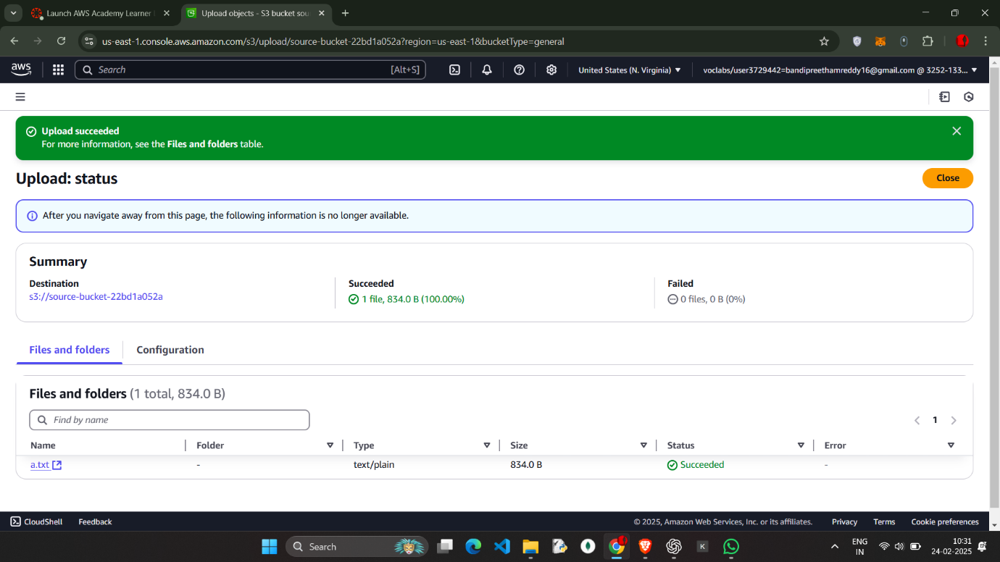 Launch AWS Academy Learner
Upload objects - S3 bucket sou
us-east-1.console.aws.amazon.com/s3/upload/source-bucket-22bd1a052a?region=us-east-1&bucketType=general
aws
Search
[Alt+S]
United States (N. Virginia)
voclabs/user3729442=bandipreethamreddy16@gmail.com @ 3252-133...
Upload succeeded
For more information, see the Files and folders table.
Upload: status
Close
After you navigate away from this page, the following information is no longer available.
Summary
Destination
s3://source-bucket-22bd1a052a
Succeeded
1 file, 834.0 B (100.00%)
Failed
0 files, 0 B (0%)
Files and folders
Configuration
Files and folders (1 total, 834.0 B)
Find by name
1
Name Folder Type Size Status Error
a.txt - text/plain 834.0 B Succeeded -
CloudShell Feedback © 2025, Amazon Web Services, Inc. or its affiliates. Privacy Terms Cookie preferences
Search
K
ENG
IN
10:31
24-02-2025